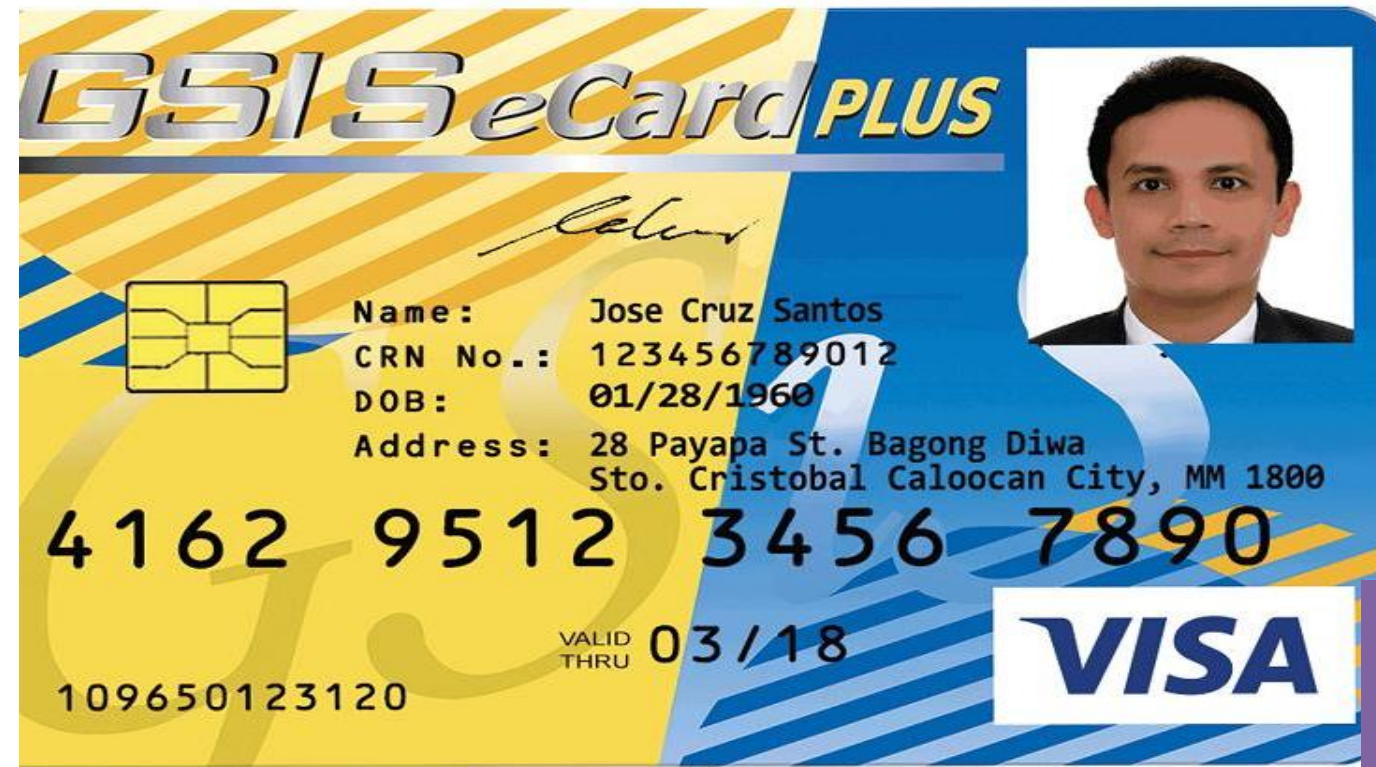 GSIS eCard PLUS
Name: Jose Cruz Santos
CRN No.: 123456789012
DOB: 01/28/1960
Address: 28 Payapa St. Bagong Diwa
Sto. Cristobal Caloocan City, MM 1800
4162 9512 3456 7890
VALID THRU 03/18
109650123120
VISA